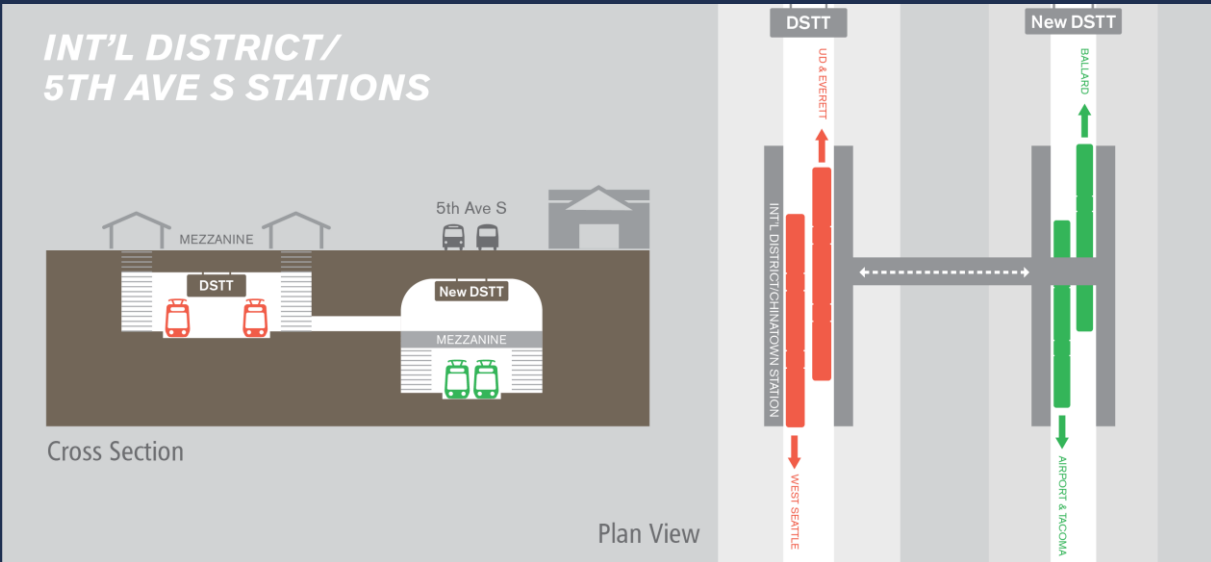 INT'L DISTRICT/
5TH AVE S STATIONS
MEZZANINE
5th Ave S
DSTT
New DSTT
MEZZANINE
Cross Section
DSTT
New DSTT
UD & EVERETT
BALLARD
INT'L DISTRICT/CHINATOWN STATION
WEST SEATTLE
AIRPORT & TACOMA
Plan View